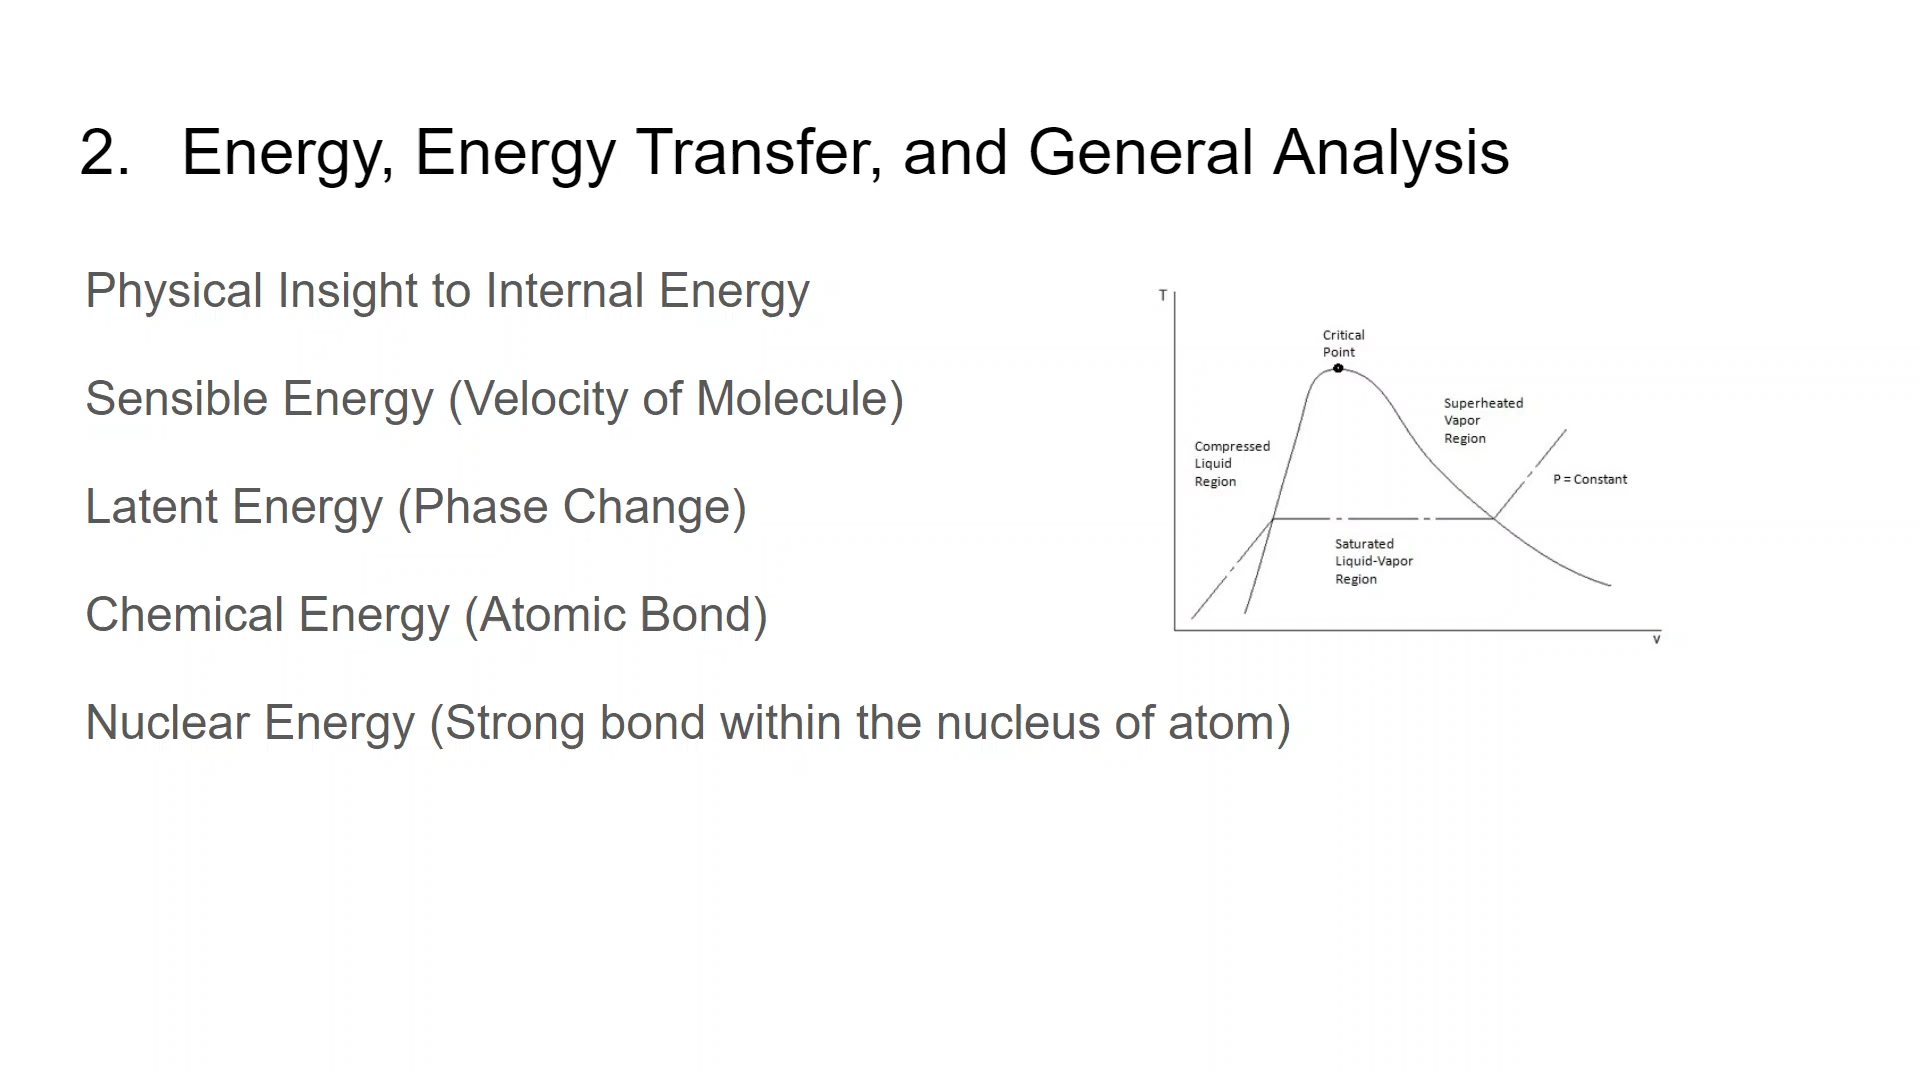 2. Energy, Energy Transfer, and General Analysis
Physical Insight to Internal Energy
Sensible Energy (Velocity of Molecule)
Latent Energy (Phase Change)
Chemical Energy (Atomic Bond)
Nuclear Energy (Strong bond within the nucleus of atom)
T
Critical
Point
Superheated
Vapor
Region
Compressed
Liquid
Region
P = Constant
Saturated
Liquid-Vapor
Region
v